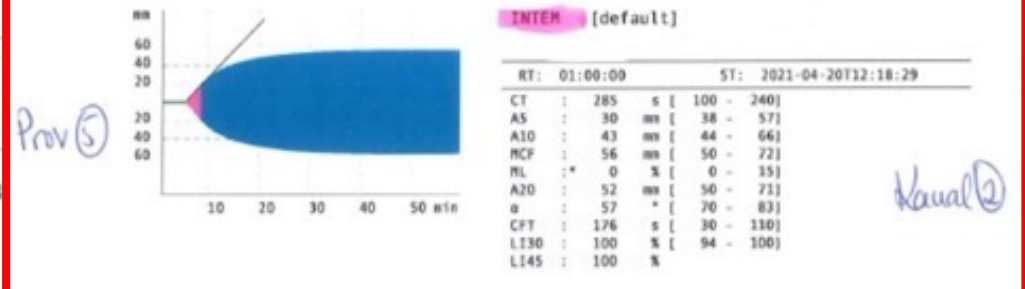 mm
60
40
20
20
40
60
10 20 30 40 50 min
Prov ⑤
INTEM [default]
RT: 01:00:00 ST: 2021-04-20T12:18:29
CT : 285 s [ 100 - 240]
A5 : 30 mm [ 38 - 57]
A10 : 43 mm [ 44 - 66]
MCF : 56 mm [ 50 - 72]
ML :* 0 % [ 0 - 15]
A20 : 52 mm [ 50 - 71]
α : 57 ° [ 70 - 83]
CFT : 176 s [ 30 - 110]
LI30 : 100 % [ 94 - 100]
LI45 : 100 %
Kanal ②